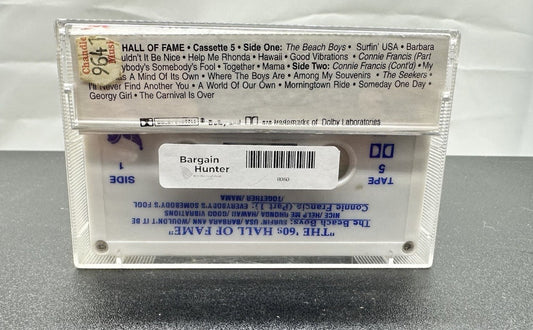 Chandle
964 1
Music
HALL OF FAME • Cassette 5 • Side One: The Beach Boys • Surfin' USA • Barbara
uldn't It Be Nice • Help Me Rhonda • Hawaii • Good Vibrations • Connie Francis (Part
ybody's Somebody's Fool • Together • Mama • Side Two: Connie Francis (Cont'd) • My
s A Mind Of Its Own • Where The Boys Are • Among My Souvenirs • The Seekers •
I'll Never Find Another You • A World Of Our Own • Morningtown Ride • Someday One Day •
Georgy Girl • The Carnival Is Over
are trademarks of Dolby Laboratories
Bargain
Hunter
SIDE
1
TAPE
5
"THE '60s HALL OF FAME"
The Beach Boys: SURFIN' USA/BARBARA ANN/WOULDN'T IT BE
NICE/HELP ME RHONDA/HAWAII/GOOD VIBRATIONS
Connie Francis (Part 1): EVERYBODY'S SOMEBODY'S FOOL
/TOGETHER/MAMA